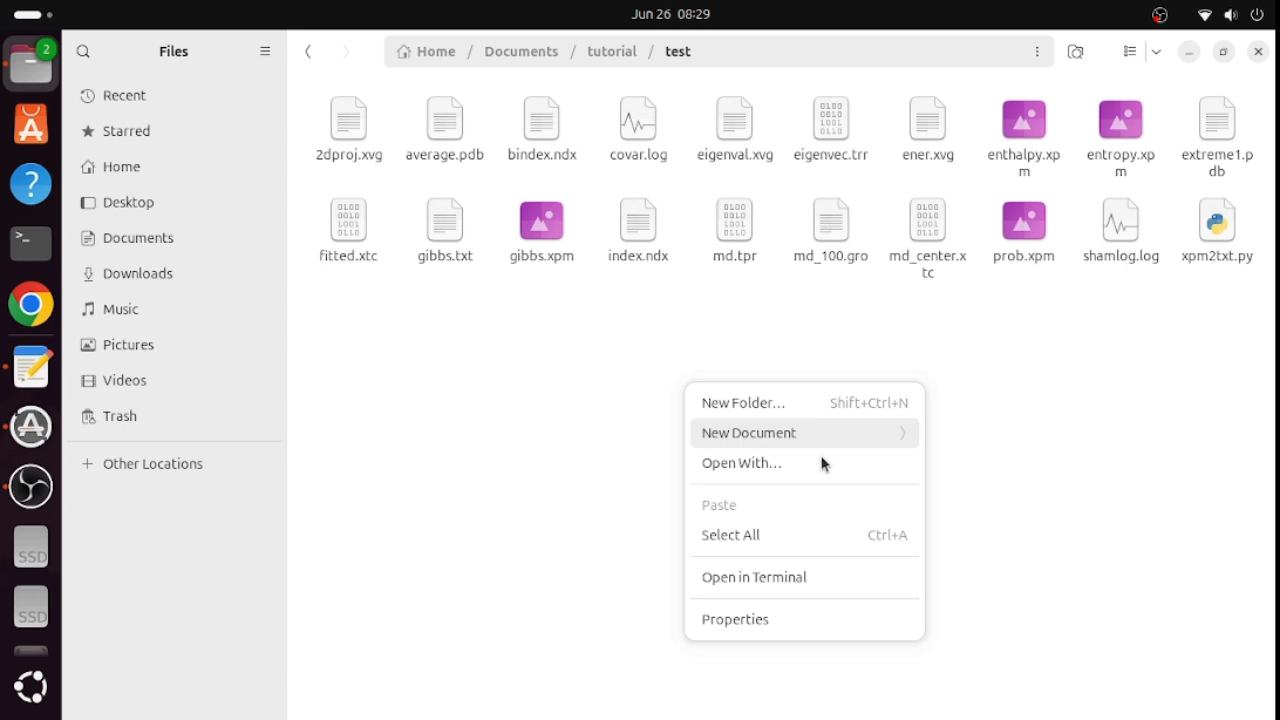 Jun 26 08:29
2
Files
Home / Documents / tutorial / test
Recent
Starred
Home
Desktop
Documents
Downloads
Music
Pictures
Videos
Trash
+ Other Locations
2dproj.xvg
average.pdb
bindex.ndx
covar.log
eigenval.xvg
eigenvec.trr
ener.xvg
enthalpy.xp
m
entropy.xp
m
extreme1.p
db
fitted.xtc
gibbs.txt
gibbs.xpm
index.ndx
md.tpr
md_100.gro
md_center.x
tc
prob.xpm
shamlog.log
xpm2txt.py
New Folder... Shift+Ctrl+N
New Document
Open With...
Paste
Select All Ctrl+A
Open in Terminal
Properties
SSD
SSD